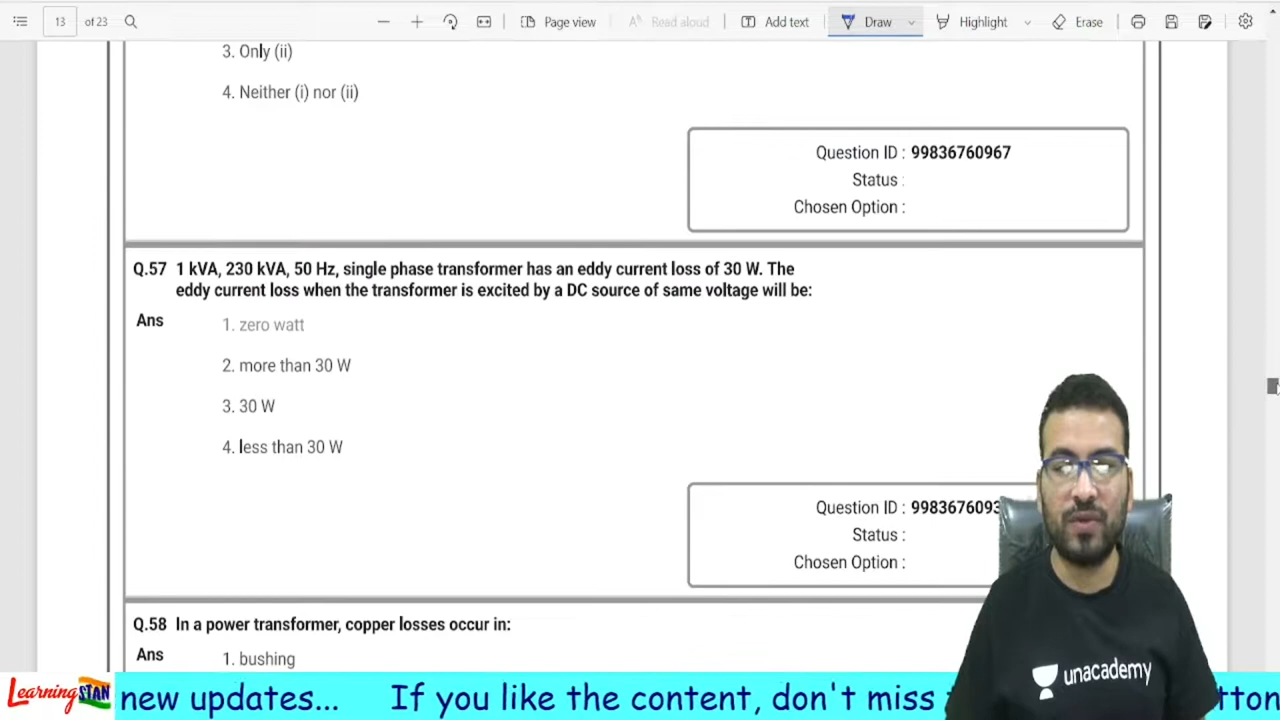 13 of 23 Page view Read aloud Add text Draw Highlight Erase
3. Only (ii)
4. Neither (i) nor (ii)
Question ID : 99836760967
Status :
Chosen Option :
Q.57 1 kVA, 230 kVA, 50 Hz, single phase transformer has an eddy current loss of 30 W. The
eddy current loss when the transformer is excited by a DC source of same voltage will be:
Ans 1. zero watt
2. more than 30 W
3. 30 W
4. less than 30 W
Question ID : 9983676093
Status :
Chosen Option :
Q.58 In a power transformer, copper losses occur in:
Ans 1. bushing
unacademy
Learning STAN new updates... If you like the content, don't miss